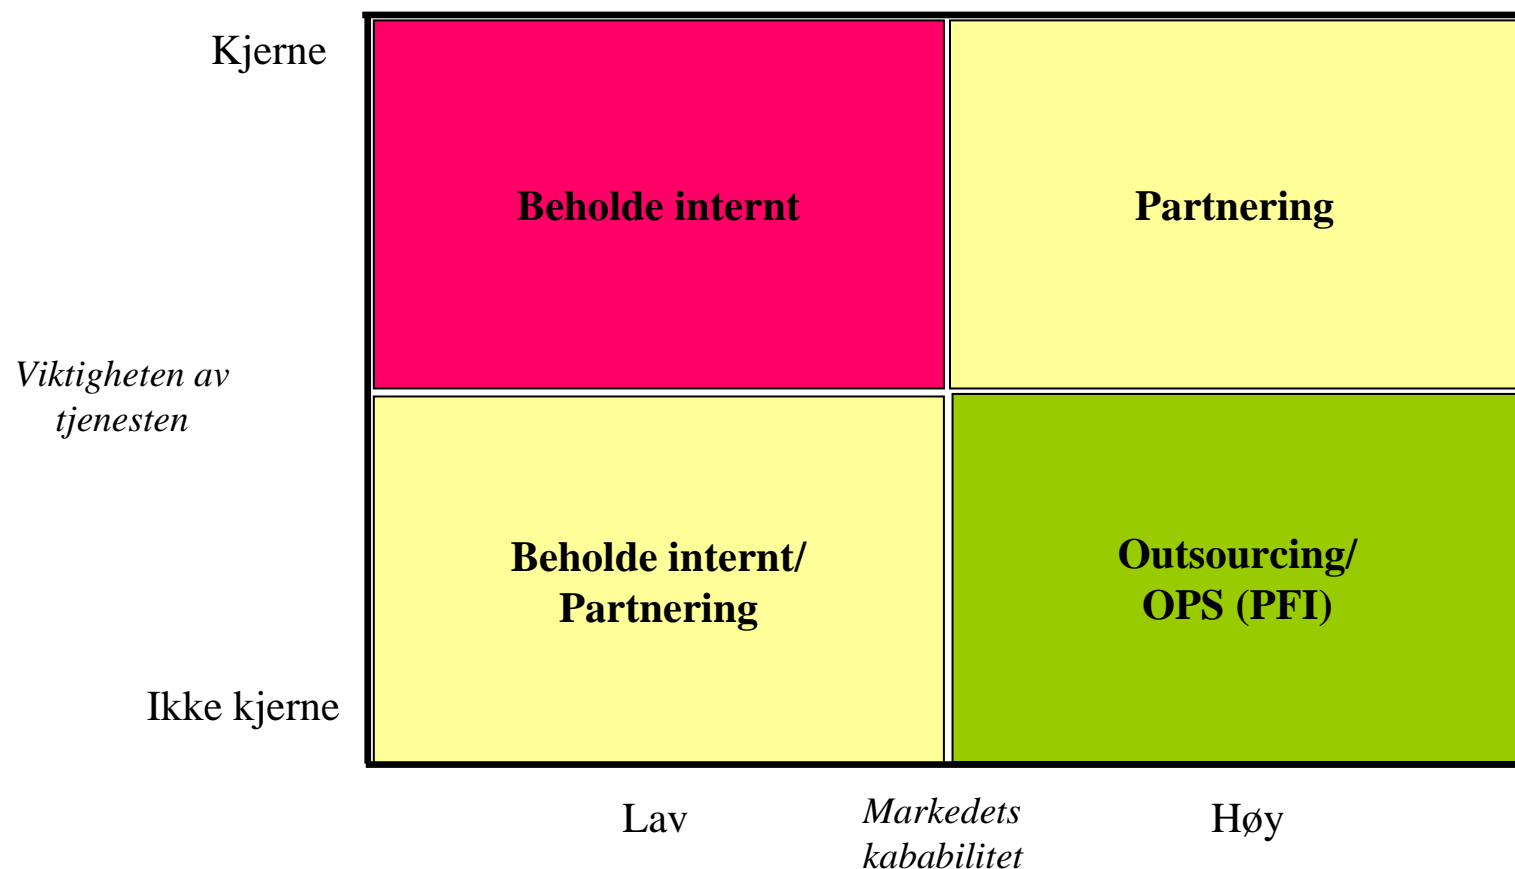 Kjerne
Beholde internt
Partnering
Viktigheten av
tjenesten
Beholde internt/
Partnering
Outsourcing/
OPS (PFI)
Ikke kjerne
Lav
Markedets
kababilitet
Høy